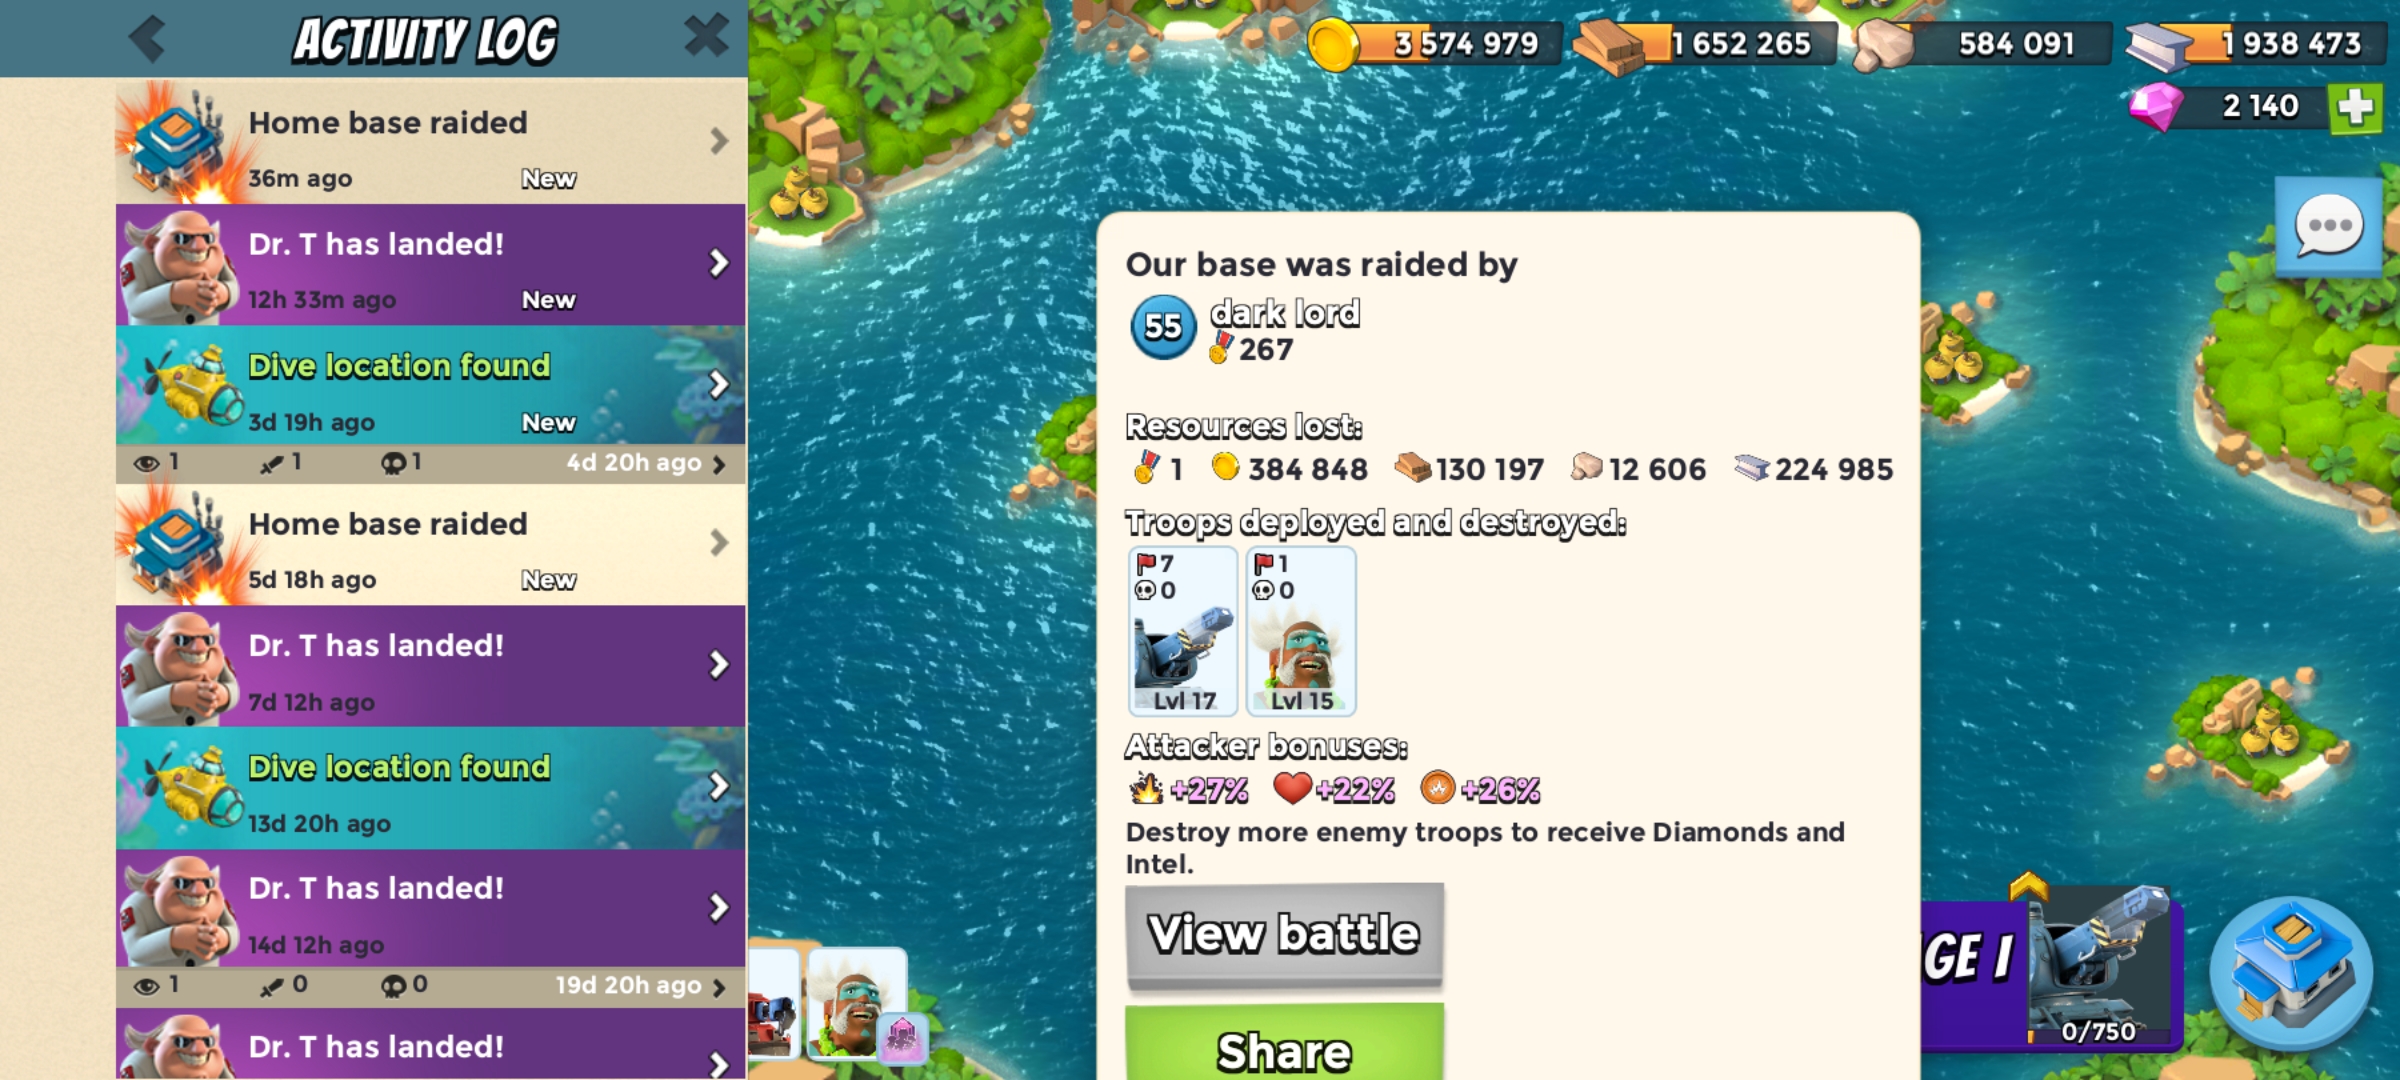 ACTIVITY LOG
Home base raided
36m ago New
Dr. T has landed!
12h 33m ago New
Dive location found
3d 19h ago New
1 1 1 4d 20h ago
Home base raided
5d 18h ago New
Dr. T has landed!
7d 12h ago
Dive location found
13d 20h ago
Dr. T has landed!
14d 12h ago
1 0 0 19d 20h ago
Dr. T has landed!
3 574 979 1 652 265 584 091 1 938 473
2 140
Our base was raided by
55 dark lord
267
Resources lost:
1 384 848 130 197 12 606 224 985
Troops deployed and destroyed:
7 1
0 0
Lvl 17 Lvl 15
Attacker bonuses:
+27% +22% +26%
Destroy more enemy troops to receive Diamonds and
Intel.
View battle
Share
GE I
0/750